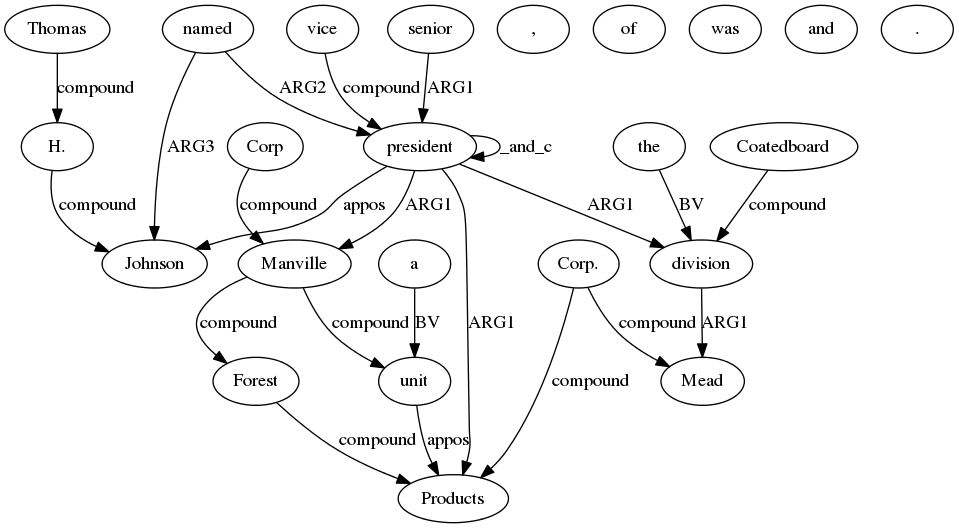 Thomas named vice senior , of was and .
compound ARG2 compound ARG1
H. ARG3 Corp president _and_c the Coatedboard
compound compound appos ARG1 ARG1 BV compound
Johnson Manville a Corp. division
compound compound BV ARG1 compound ARG1
Forest unit compound Mead
compound appos
Products